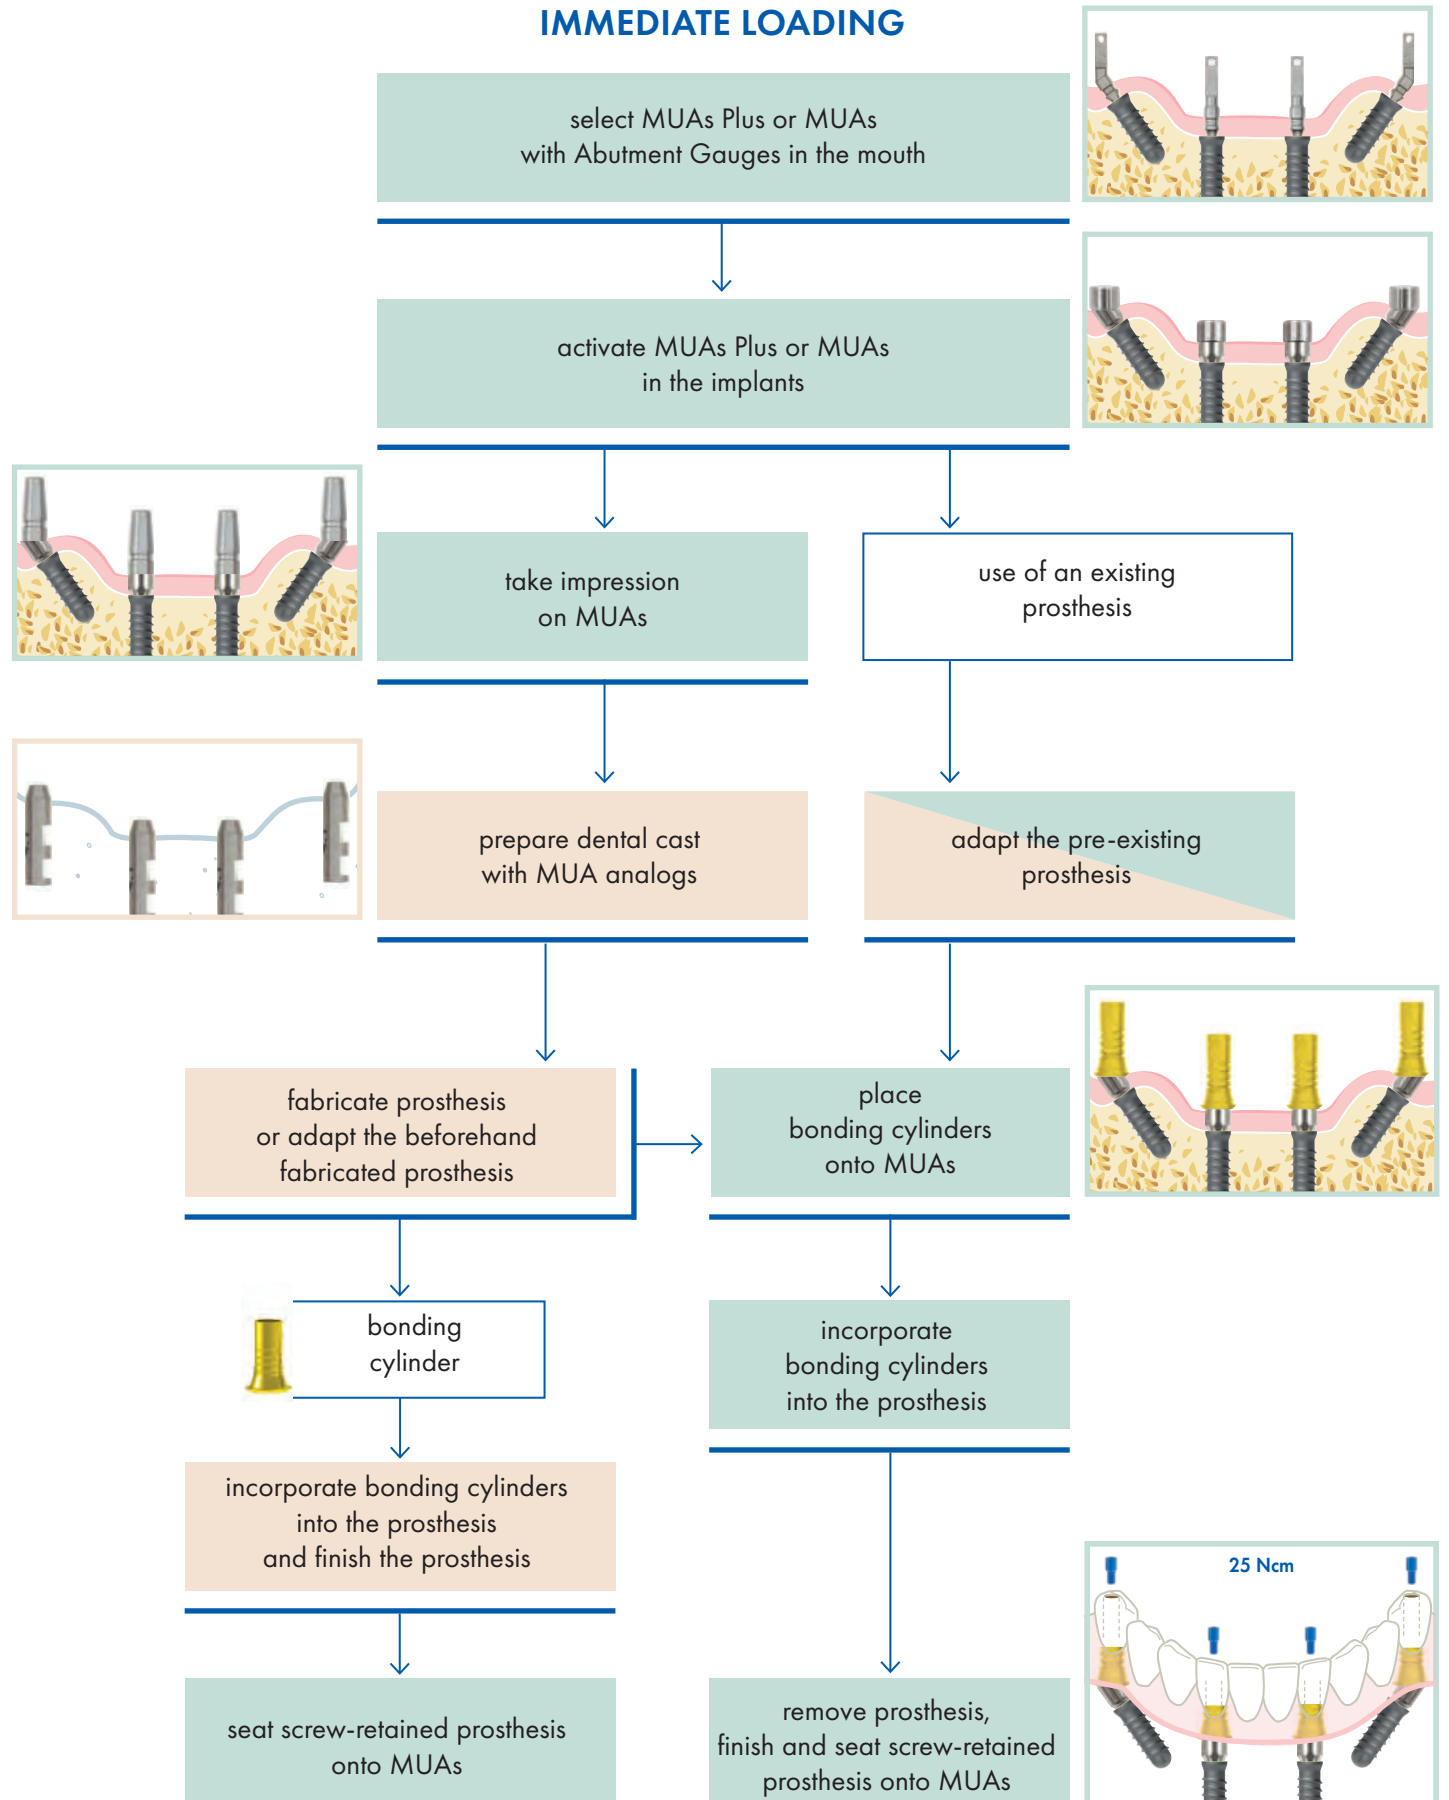 IMMEDIATE LOADING
select MUAs Plus or MUAs
with Abutment Gauges in the mouth
activate MUAs Plus or MUAs
in the implants
take impression
on MUAs
use of an existing
prosthesis
prepare dental cast
with MUA analogs
adapt the pre-existing
prosthesis
fabricate prosthesis
or adapt the beforehand
fabricated prosthesis
place
bonding cylinders
onto MUAs
bonding
cylinder
incorporate
bonding cylinders
into the prosthesis
incorporate bonding cylinders
into the prosthesis
and finish the prosthesis
25 Ncm
seat screw-retained prosthesis
onto MUAs
remove prosthesis,
finish and seat screw-retained
prosthesis onto MUAs